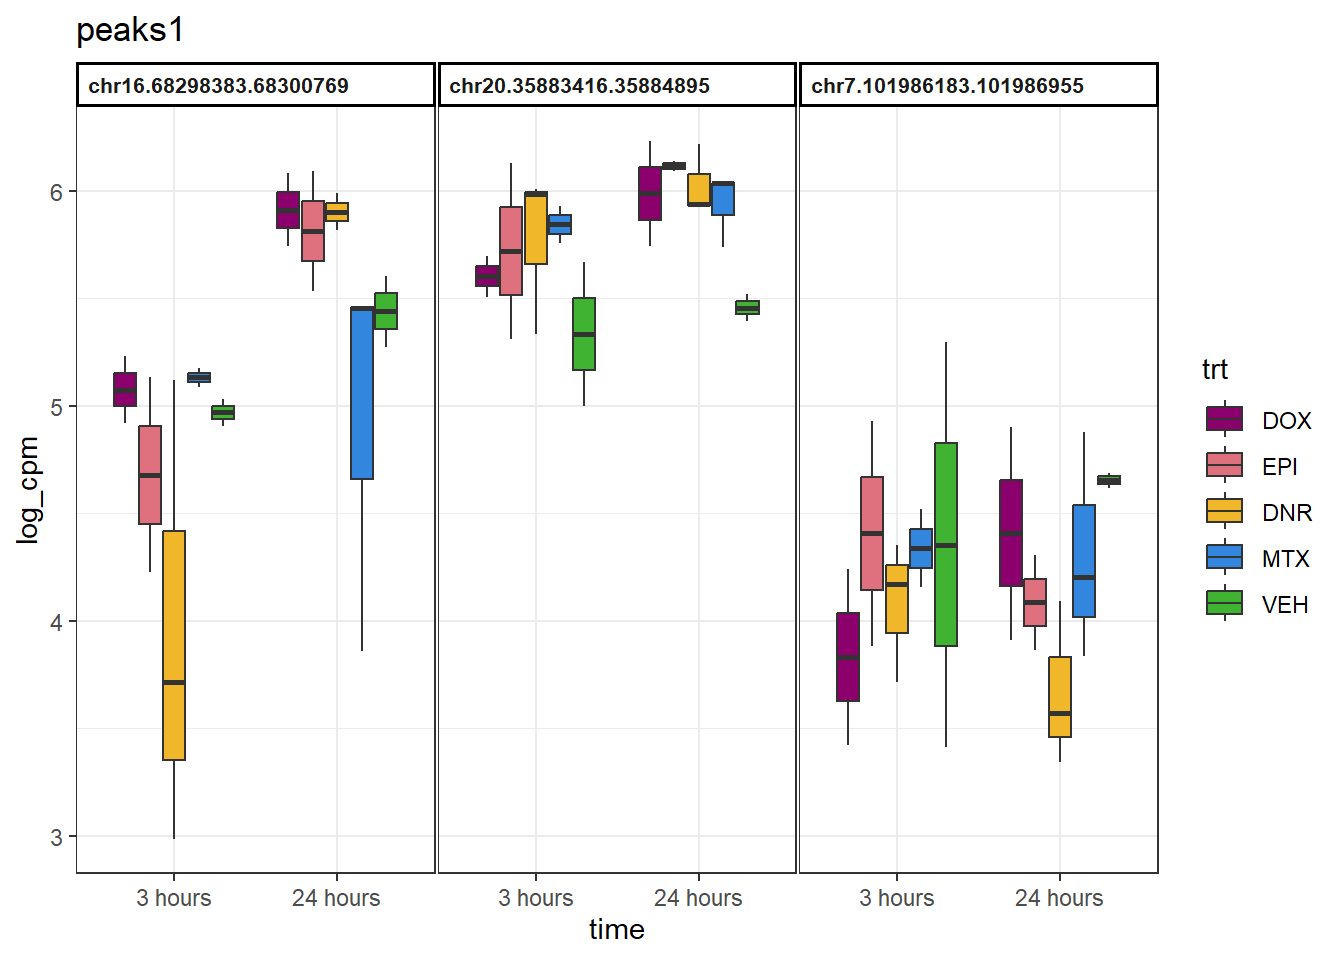 peaks1
chr16.68298383.68300769
chr20.35883416.35884895
chr7.101986183.101986955
6
5
4
3
log_cpm
3 hours
24 hours
3 hours
24 hours
3 hours
24 hours
time
trt
DOX
EPI
DNR
MTX
VEH